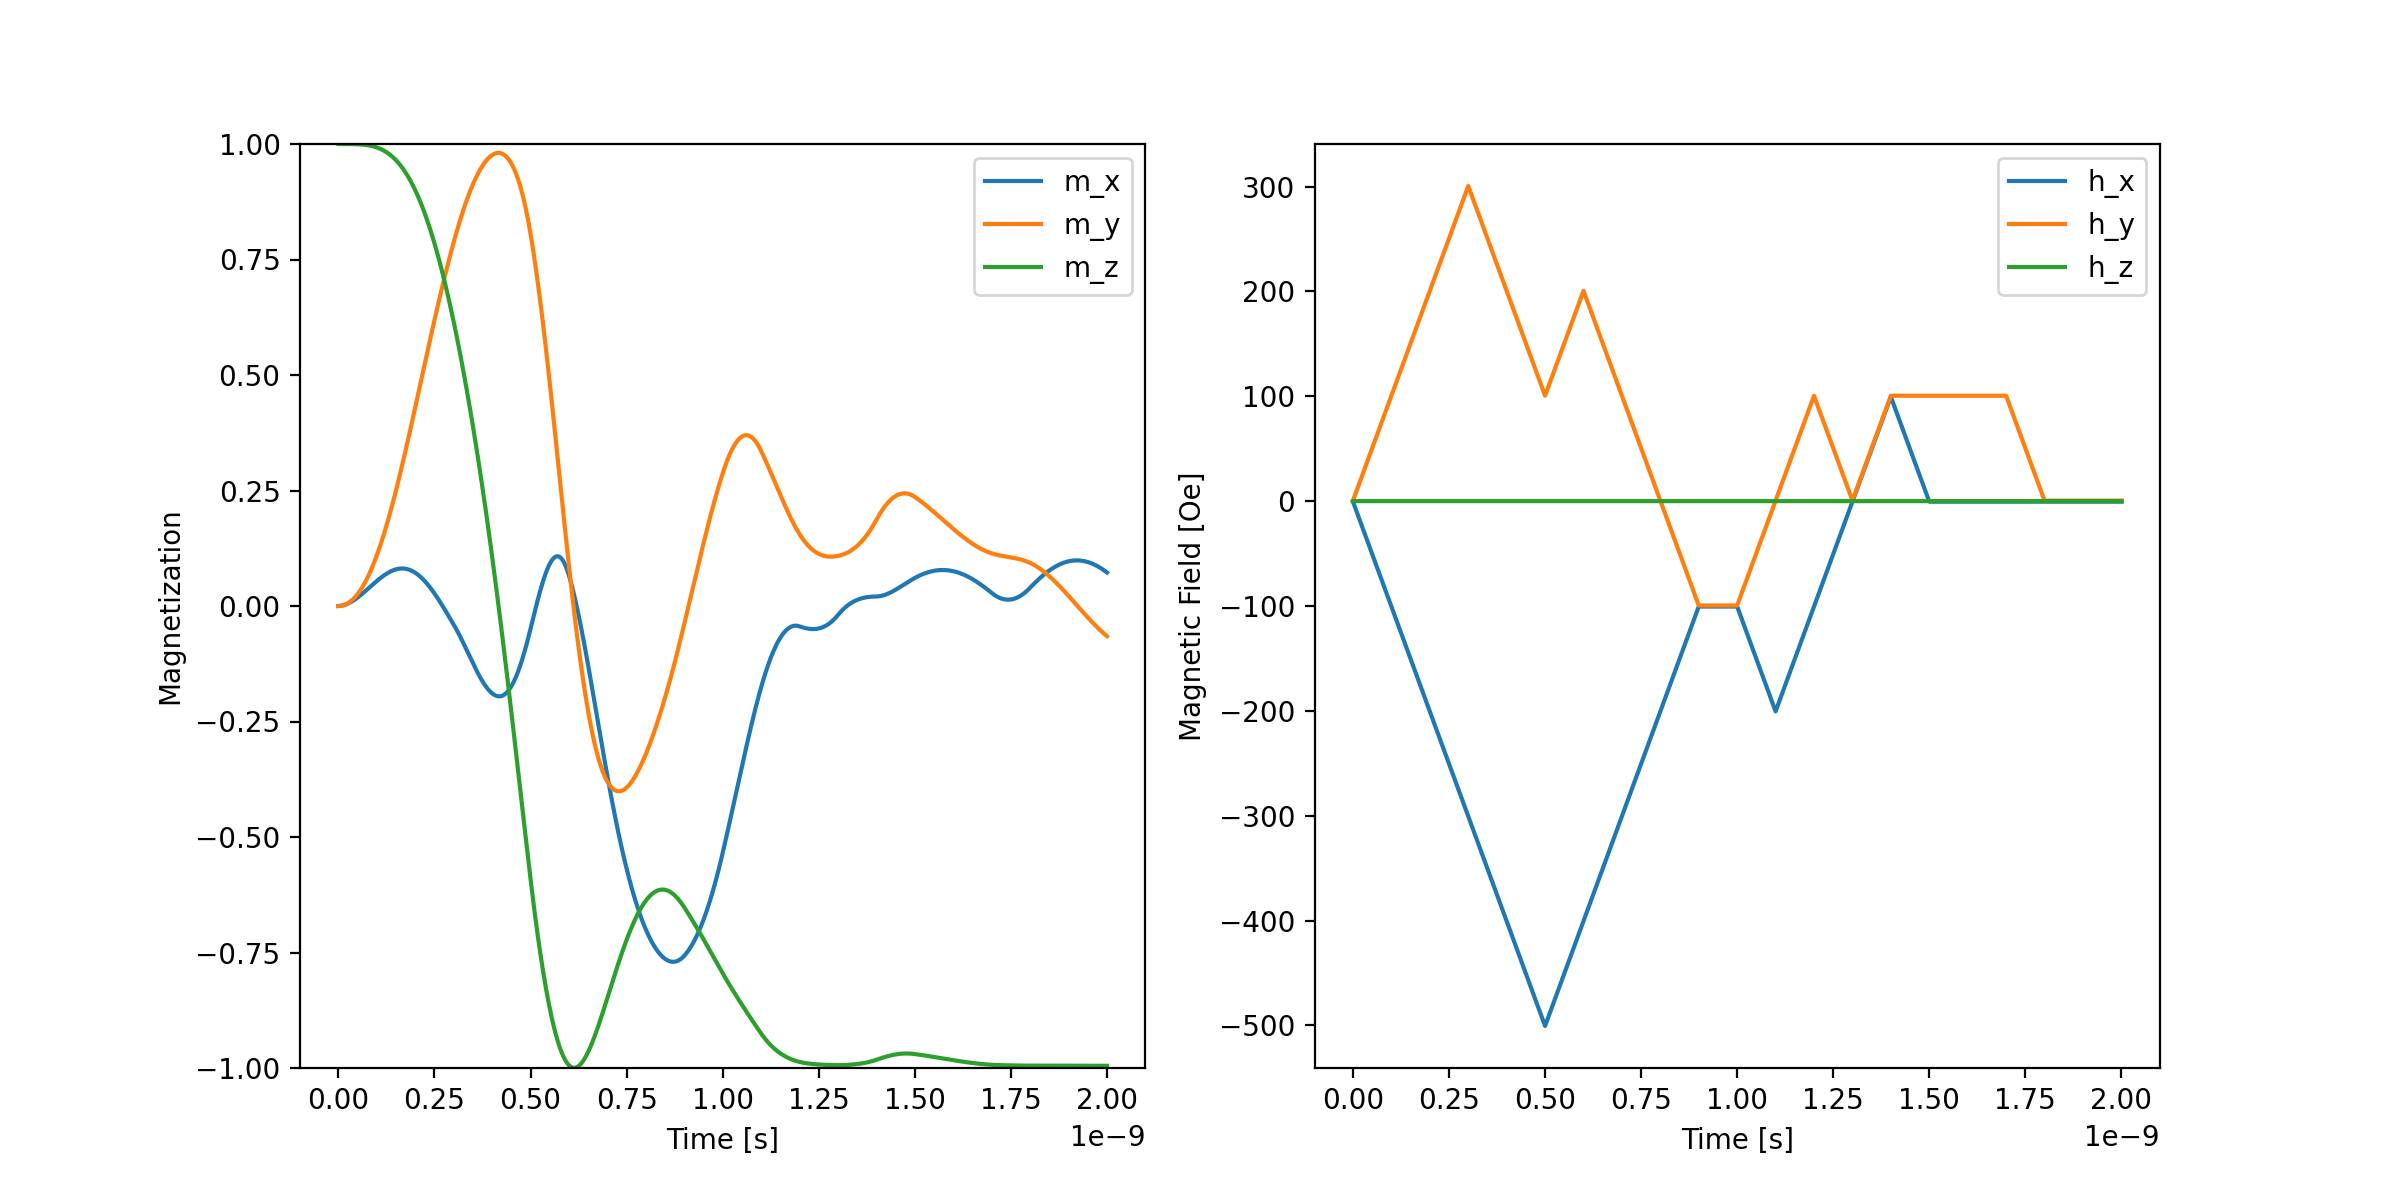 1.00
0.75
0.50
0.25
0.00
−0.25
−0.50
−0.75
−1.00
Magnetization
m_x
m_y
m_z
0.00 0.25 0.50 0.75 1.00 1.25 1.50 1.75 2.00
Time [s]
1e−9
300
200
100
0
−100
−200
−300
−400
−500
Magnetic Field [Oe]
h_x
h_y
h_z
0.00 0.25 0.50 0.75 1.00 1.25 1.50 1.75 2.00
Time [s]
1e−9